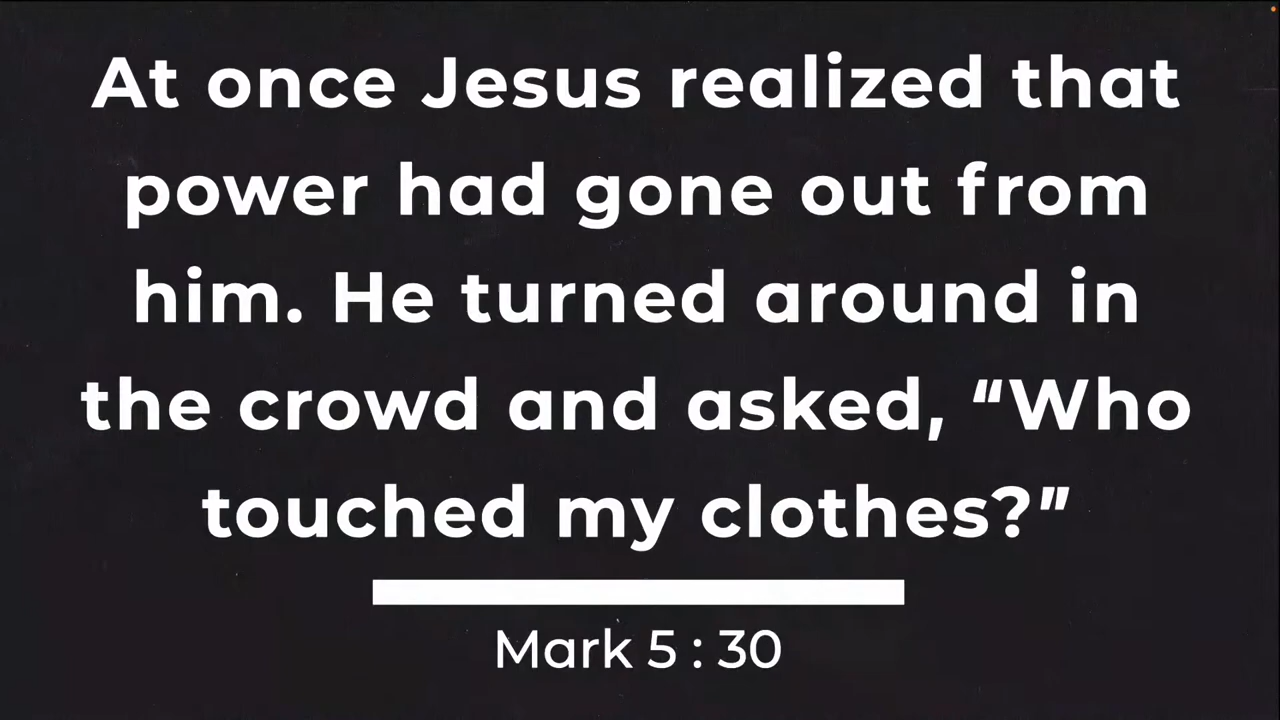 At once Jesus realized that
power had gone out from
him. He turned around in
the crowd and asked, “Who
touched my clothes?”
Mark 5 : 30